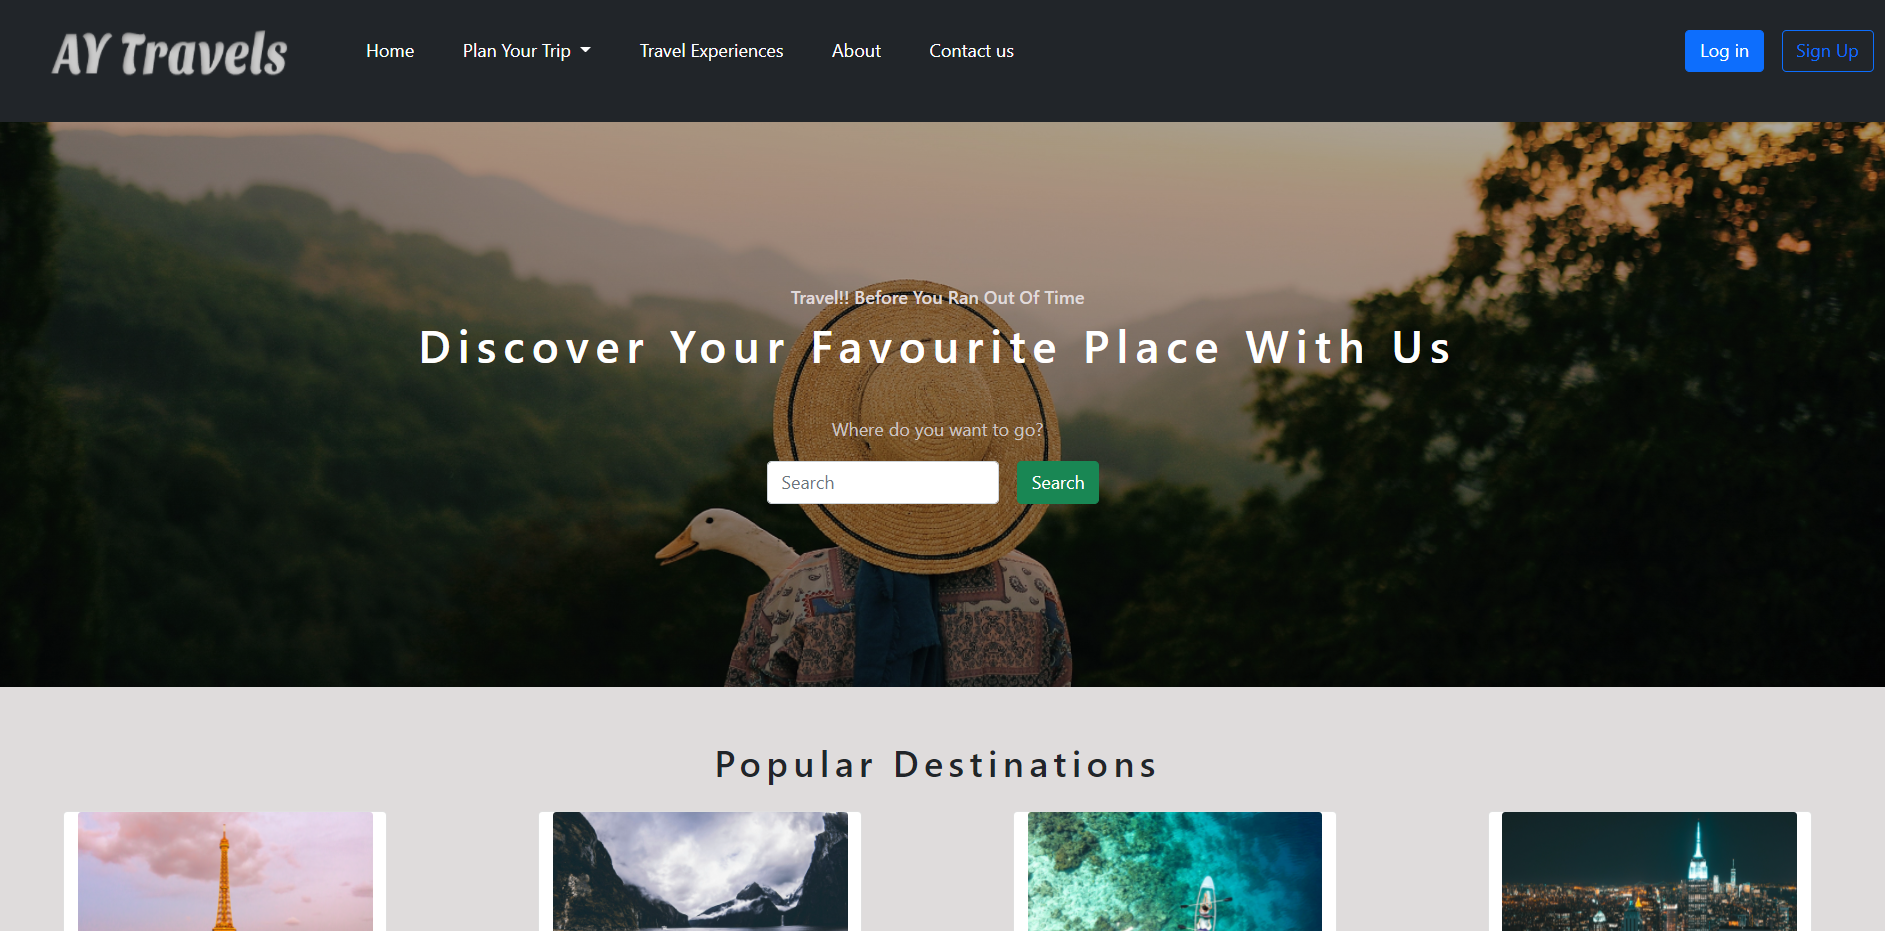 AY Travels
Home
Plan Your Trip
Travel Experiences
About
Contact us
Log in
Sign Up
Travel!! Before You Ran Out Of Time
Discover Your Favourite Place With Us
Where do you want to go?
Search
Search
Popular Destinations